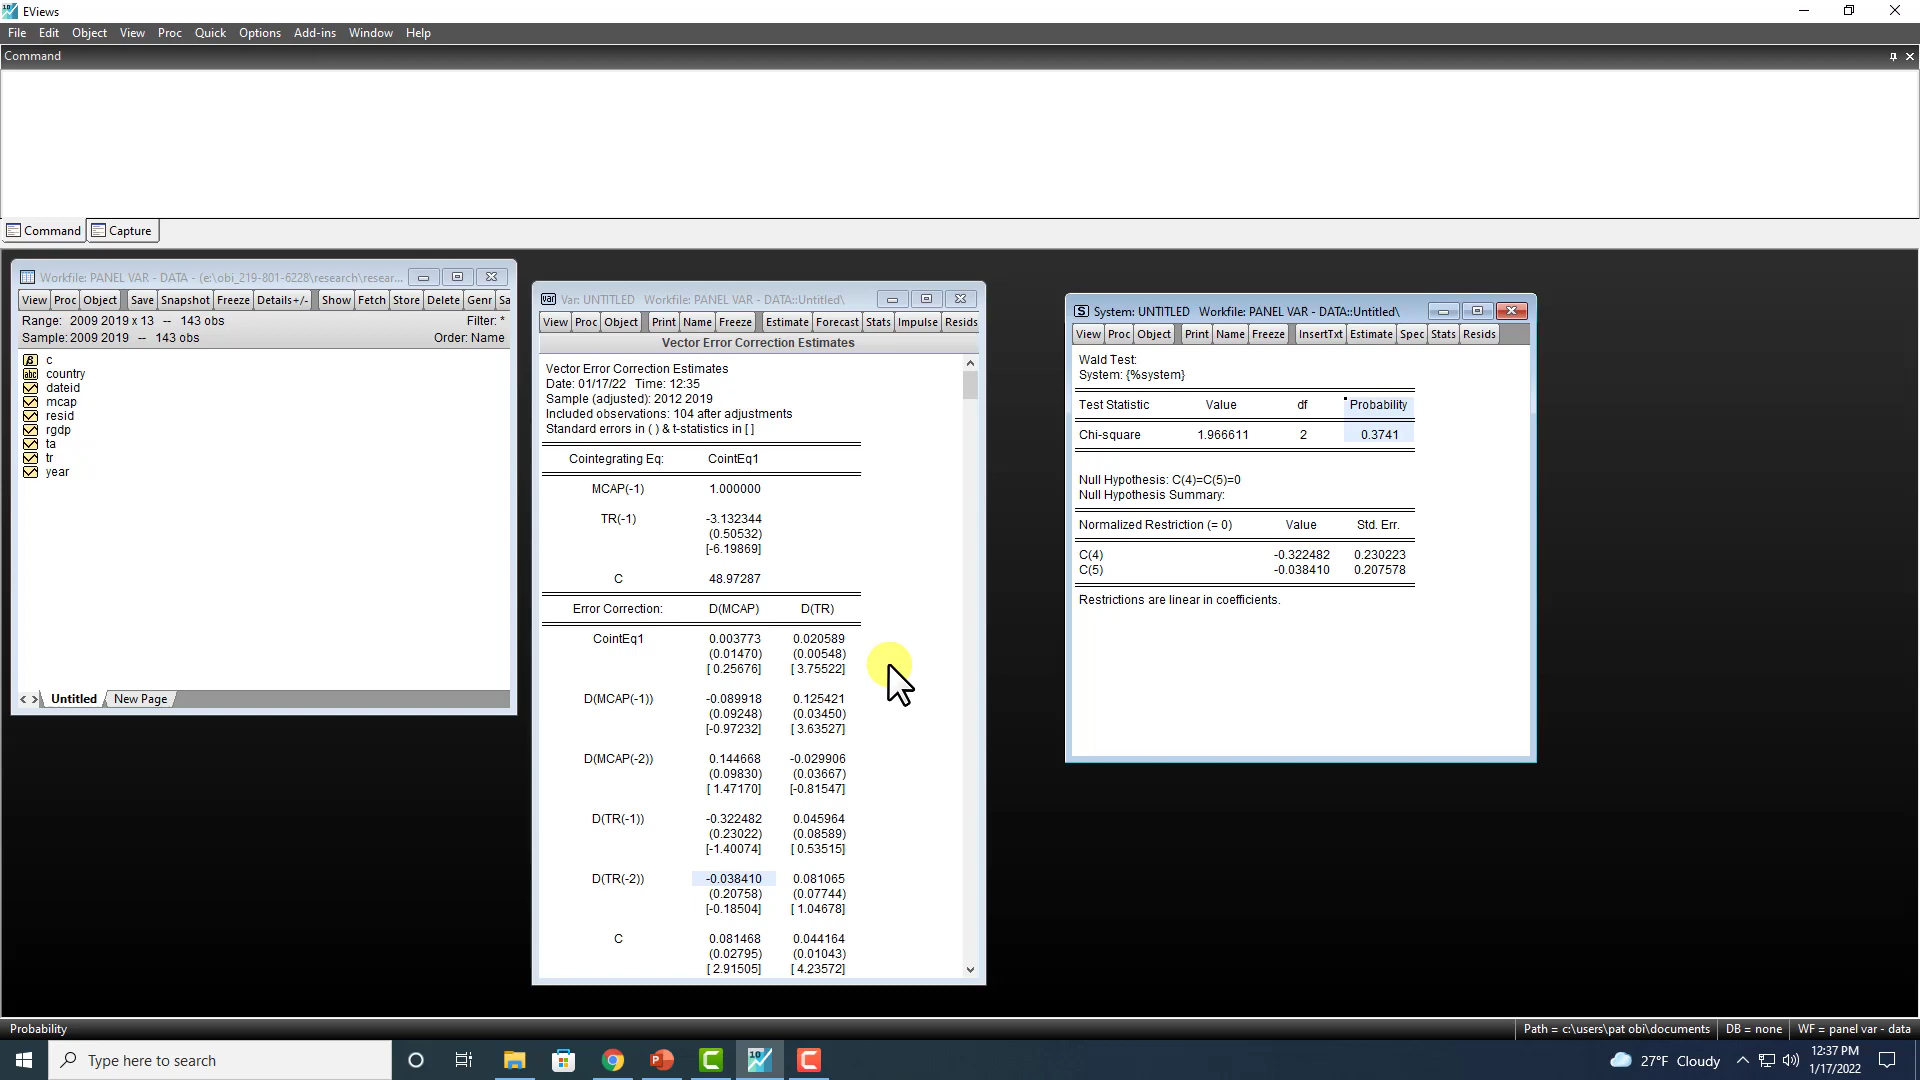 EViews
File Edit Object View Proc Quick Options Add-ins Window Help
Command
Command Capture
Workfile: PANEL VAR - DATA - (e:\obi_219-801-6228\research\resear...
View Proc Object Save Snapshot Freeze Details+/- Show Fetch Store Delete Genr Sa
Range: 2009 2019 x 13 -- 143 obs Filter: *
Sample: 2009 2019 -- 143 obs Order: Name
c
country
dateid
mcap
resid
rgdp
ta
tr
year
Untitled New Page
Var: UNTITLED Workfile: PANEL VAR - DATA::Untitled\
View Proc Object Print Name Freeze Estimate Forecast Stats Impulse Resids
Vector Error Correction Estimates
Vector Error Correction Estimates
Date: 01/17/22 Time: 12:35
Sample (adjusted): 2012 2019
Included observations: 104 after adjustments
Standard errors in ( ) & t-statistics in [ ]
Cointegrating Eq: CointEq1
MCAP(-1) 1.000000
TR(-1) -3.132344
(0.50532)
[-6.19869]
C 48.97287
Error Correction: D(MCAP) D(TR)
CointEq1 0.003773 0.020589
(0.01470) (0.00548)
[ 0.25676] [ 3.75522]
D(MCAP(-1)) -0.089918 0.125421
(0.09248) (0.03450)
[-0.97232] [ 3.63527]
D(MCAP(-2)) 0.144668 -0.029906
(0.09830) (0.03667)
[ 1.47170] [-0.81547]
D(TR(-1)) -0.322482 0.045964
(0.23022) (0.08589)
[-1.40074] [ 0.53515]
D(TR(-2)) -0.038410 0.081065
(0.20758) (0.07744)
[-0.18504] [ 1.04678]
C 0.081468 0.044164
(0.02795) (0.01043)
[ 2.91505] [ 4.23572]
System: UNTITLED Workfile: PANEL VAR - DATA::Untitled\
View Proc Object Print Name Freeze InsertTxt Estimate Spec Stats Resids
Wald Test:
System: {%system}
Test Statistic Value df Probability
Chi-square 1.966611 2 0.3741
Null Hypothesis: C(4)=C(5)=0
Null Hypothesis Summary:
Normalized Restriction (= 0) Value Std. Err.
C(4) -0.322482 0.230223
C(5) -0.038410 0.207578
Restrictions are linear in coefficients.
Probability Path = c:\users\pat obi\documents DB = none WF = panel var - data
Type here to search
27°F Cloudy
12:37 PM
1/17/2022